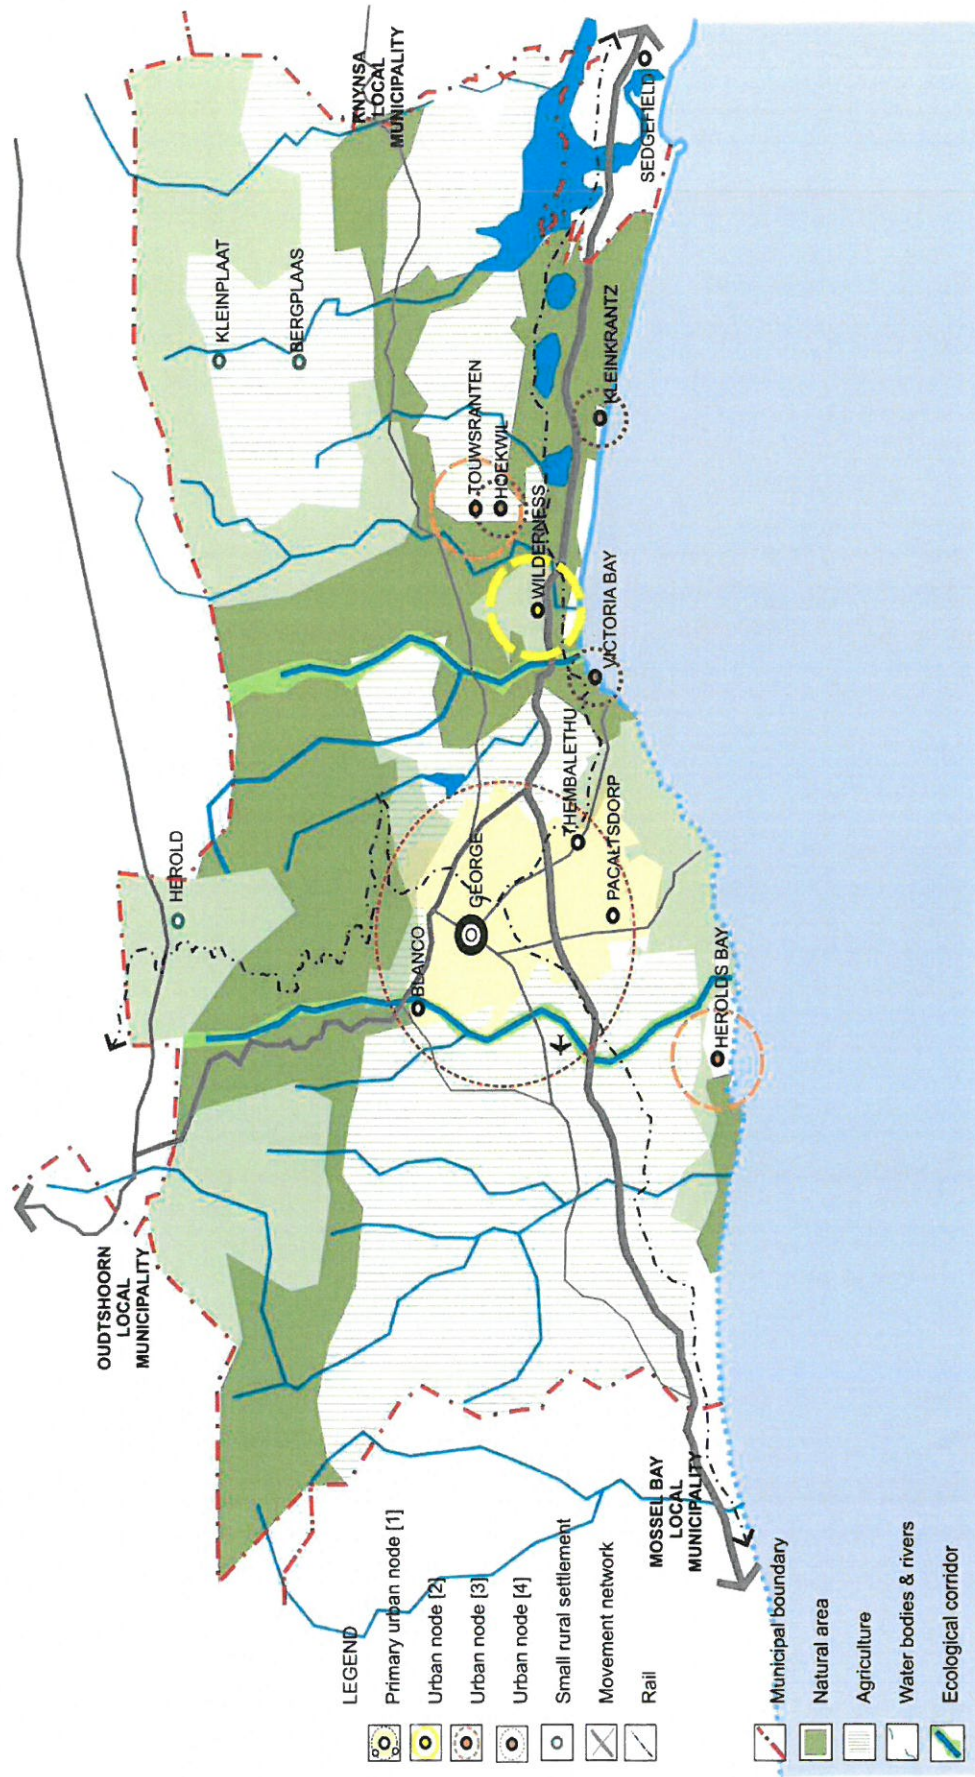 OUDTSHOORN
LOCAL
MUNICIPALITY
HEROLD
KLEINPLAAT
BERGPLAAS
KNYNSA
LOCAL
MUNICIPALITY
BLANCO
GEORGE
TOUWSRANTEN
HOEKWIL
WILDERNESS
THEMBALETHU
PACALTSDORP
VICTORIA BAY
KLEINKRANTZ
SEDGEFIELD
HEROLDS BAY
MOSSEL BAY
LOCAL
MUNICIPALITY
LEGEND
Primary urban node [1]
Urban node [2]
Urban node [3]
Urban node [4]
Small rural settlement
Movement network
Rail
Municipal boundary
Natural area
Agriculture
Water bodies & rivers
Ecological corridor